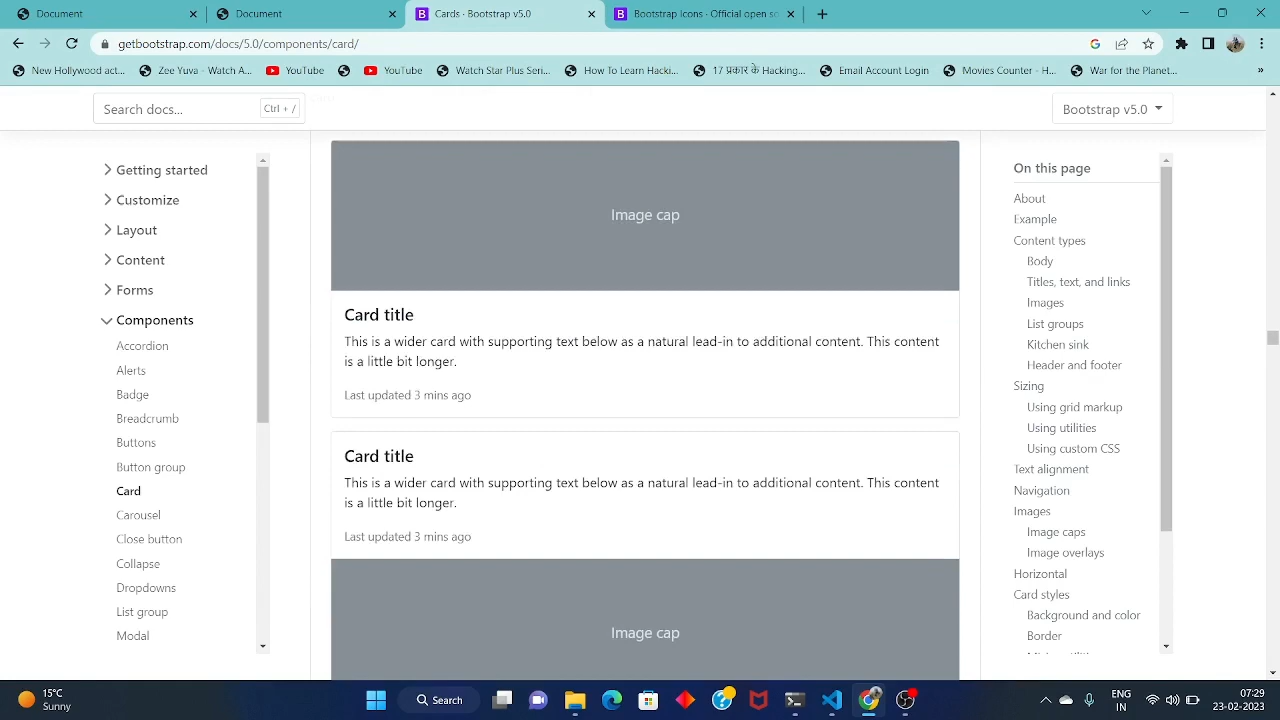 Document
Document
Cards · Bootstrap v5.0
Bootstrap Icons - Official open so
getbootstrap.com/docs/5.0/components/card/
New Hollywood act...
Zee Yuva – Watch A...
YouTube
YouTube
Watch Star Plus Seri...
How To Learn Hack...
Email Account Login
Movies Counter - H...
War for the Planet...
»
Search docs...
Ctrl + /
Bootstrap v5.0
Getting started
Customize
Layout
Content
Forms
Components
Accordion
Alerts
Badge
Breadcrumb
Buttons
Button group
Card
Carousel
Close button
Collapse
Dropdowns
List group
Modal
Image cap
Card title
This is a wider card with supporting text below as a natural lead-in to additional content. This content
is a little bit longer.
Last updated 3 mins ago
Card title
This is a wider card with supporting text below as a natural lead-in to additional content. This content
is a little bit longer.
Last updated 3 mins ago
Image cap
On this page
About
Example
Content types
Body
Titles, text, and links
Images
List groups
Kitchen sink
Header and footer
Sizing
Using grid markup
Using utilities
Using custom CSS
Text alignment
Navigation
Images
Image caps
Image overlays
Horizontal
Card styles
Background and color
Border
15°C
Sunny
Search
ENG
IN
07:29
23-02-2023